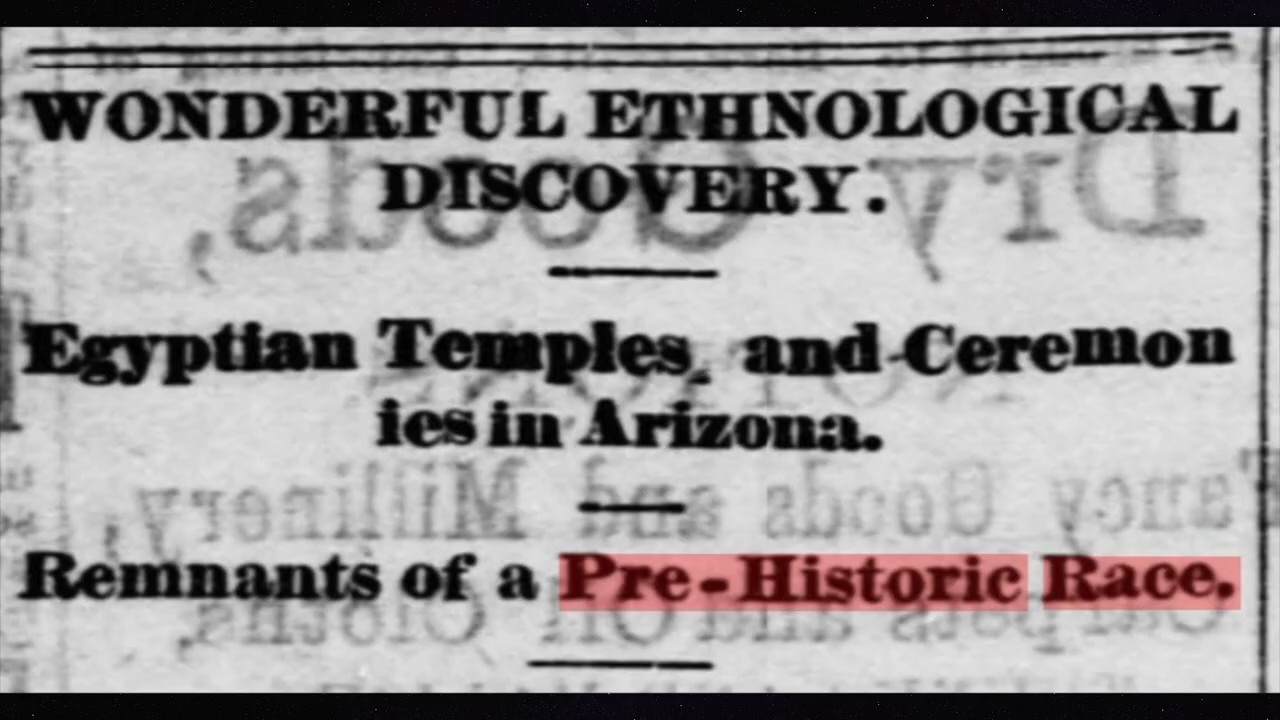 WONDERFUL ETHNOLOGICAL
DISCOVERY.
Egyptian Temples, and Ceremon
ies in Arizona.
Remnants of a Pre-Historic Race.